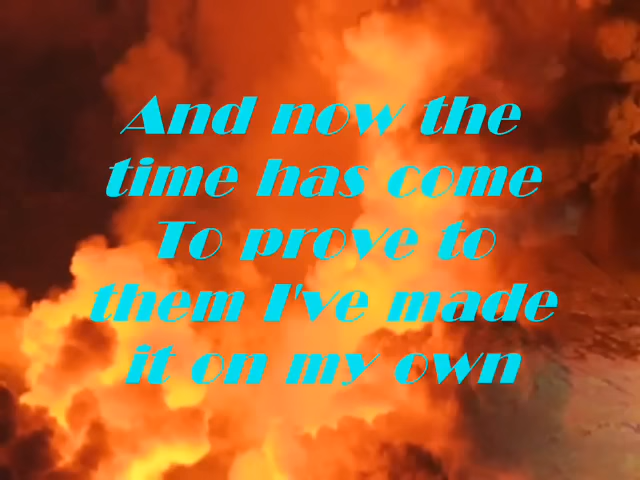 And now the
time has come
To prove to
them I've made
it on my own